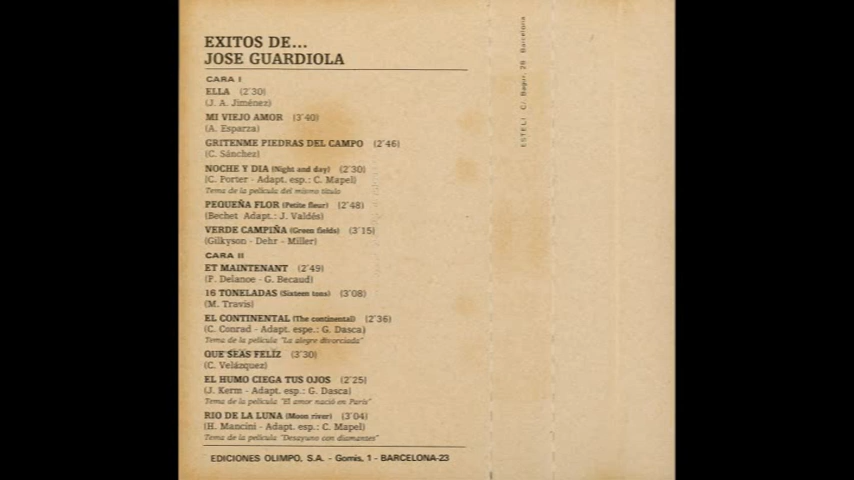 EXITOS DE...
JOSE GUARDIOLA
CARA I
ELLA (2'30)
(J. A. Jiménez)
MI VIEJO AMOR (3'40)
(A. Esparza)
GRITENME PIEDRAS DEL CAMPO (2'46)
(C. Sánchez)
NOCHE Y DIA (Night and day) (2'30)
(C. Porter - Adapt. esp.: C. Mapel)
Tema de la película del mismo título
PEQUEÑA FLOR (Petite fleur) (2'48)
(Bechet Adapt.: J. Valdés)
VERDE CAMPIÑA (Green fields) (3'15)
(Gilkyson - Dehr - Miller)
CARA II
ET MAINTENANT (2'49)
(P. Delanoe - G. Becaud)
16 TONELADAS (Sixteen tons) (3'08)
(M. Travis)
EL CONTINENTAL (The continental) (2'36)
(C. Conrad - Adapt. espe.: G. Dasca)
Tema de la película "La alegre divorciada"
QUE SEAS FELÍZ (3'30)
(C. Velázquez)
EL HUMO CIEGA TUS OJOS (2'25)
(J. Kerm - Adapt. esp.: G. Dasca)
Tema de la película "El amor nació en París"
RIO DE LA LUNA (Moon river) (3'04)
(H. Mancini - Adapt. esp.: C. Mapel)
Tema de la película "Desayuno con diamantes"
EDICIONES OLIMPO, S.A. - Gomis, 1 - BARCELONA-23
ESTELI C/. Bagur, 28 Barcelona